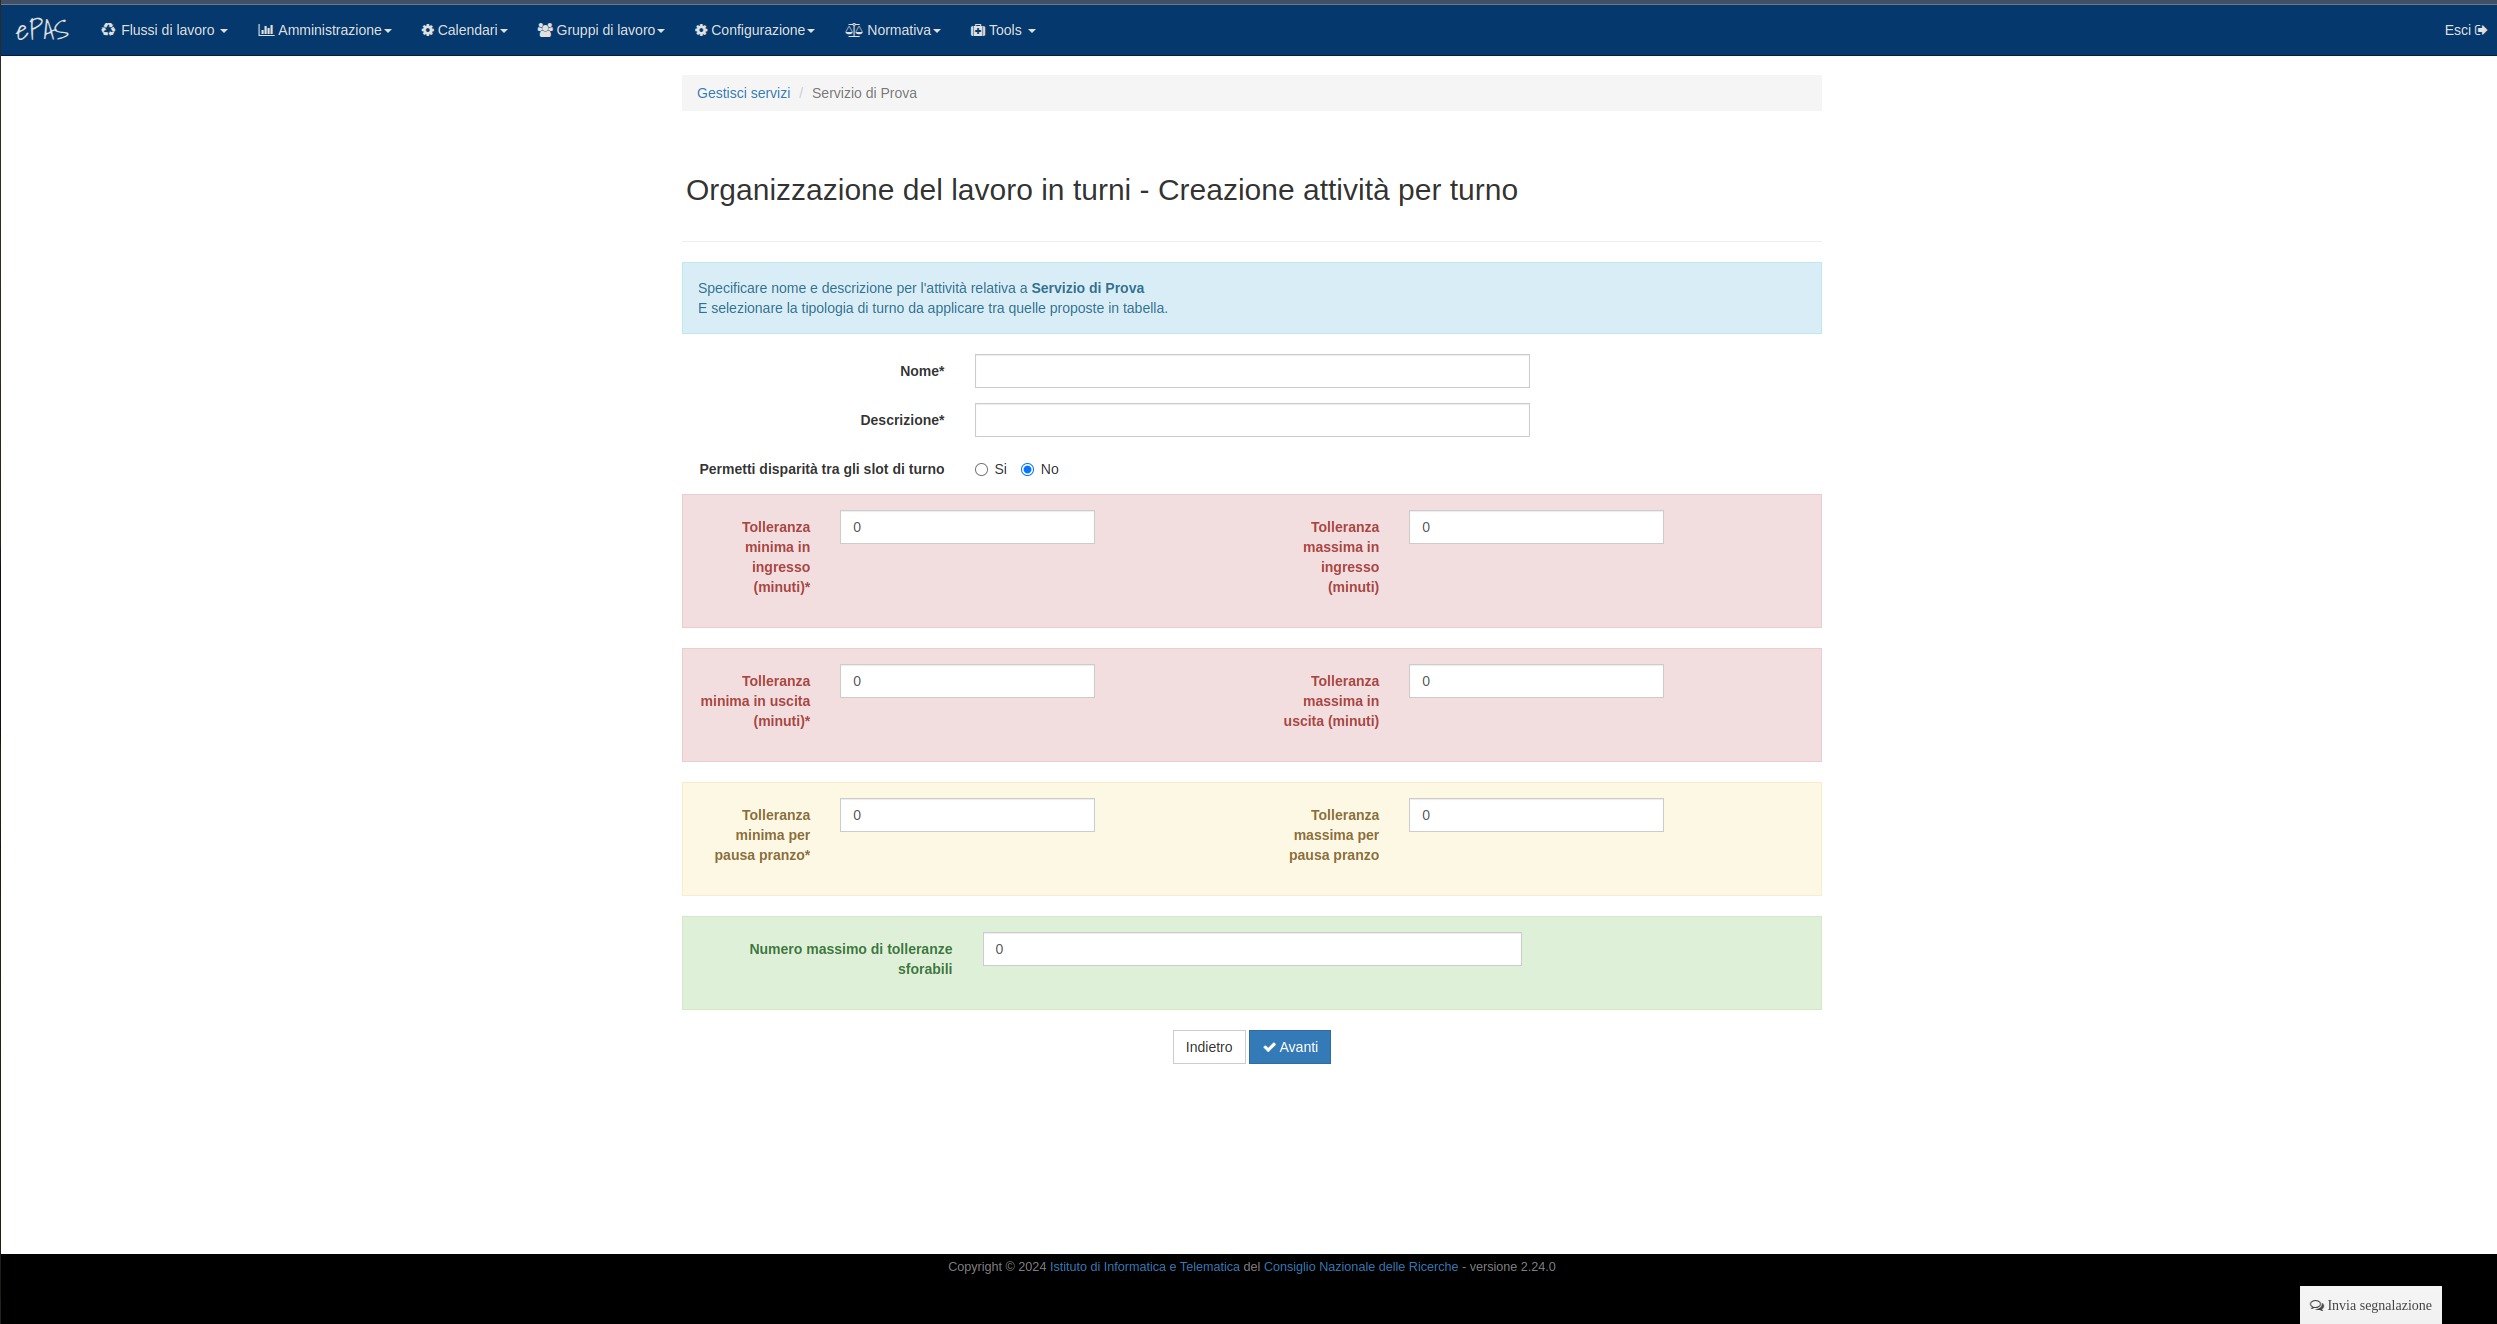 ePAS Flussi di lavoro Amministrazione Calendari Gruppi di lavoro Configurazione Normativa Tools Esci
Gestisci servizi / Servizio di Prova
Organizzazione del lavoro in turni - Creazione attività per turno
Specificare nome e descrizione per l'attività relativa a Servizio di Prova
E selezionare la tipologia di turno da applicare tra quelle proposte in tabella.
Nome*
Descrizione*
Permetti disparità tra gli slot di turno Si No
Tolleranza
minima in
ingresso
(minuti)*
0
Tolleranza
massima in
ingresso
(minuti)
0
Tolleranza
minima in uscita
(minuti)*
0
Tolleranza
massima in
uscita (minuti)
0
Tolleranza
minima per
pausa pranzo*
0
Tolleranza
massima per
pausa pranzo
0
Numero massimo di tolleranze
sforabili
0
Indietro Avanti
Copyright © 2024 Istituto di Informatica e Telematica del Consiglio Nazionale delle Ricerche - versione 2.24.0
Invia segnalazione